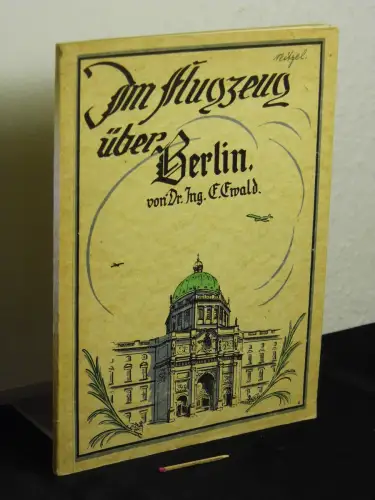 Im Flugzeug
über
Berlin.
von Dr. Ing. E. Ewald.